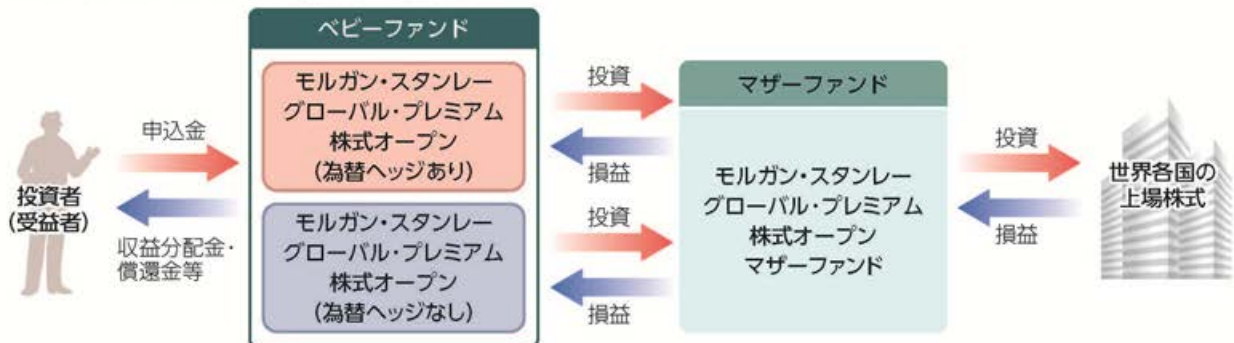 ベビーファンド
モルガン・スタンレー
グローバル・プレミアム
株式オープン
(為替ヘッジあり)
モルガン・スタンレー
グローバル・プレミアム
株式オープン
(為替ヘッジなし)
投資者
(受益者)
申込金
収益分配金・
償還金等
投資
損益
投資
損益
マザーファンド
モルガン・スタンレー
グローバル・プレミアム
株式オープン
マザーファンド
投資
損益
世界各国の
上場株式